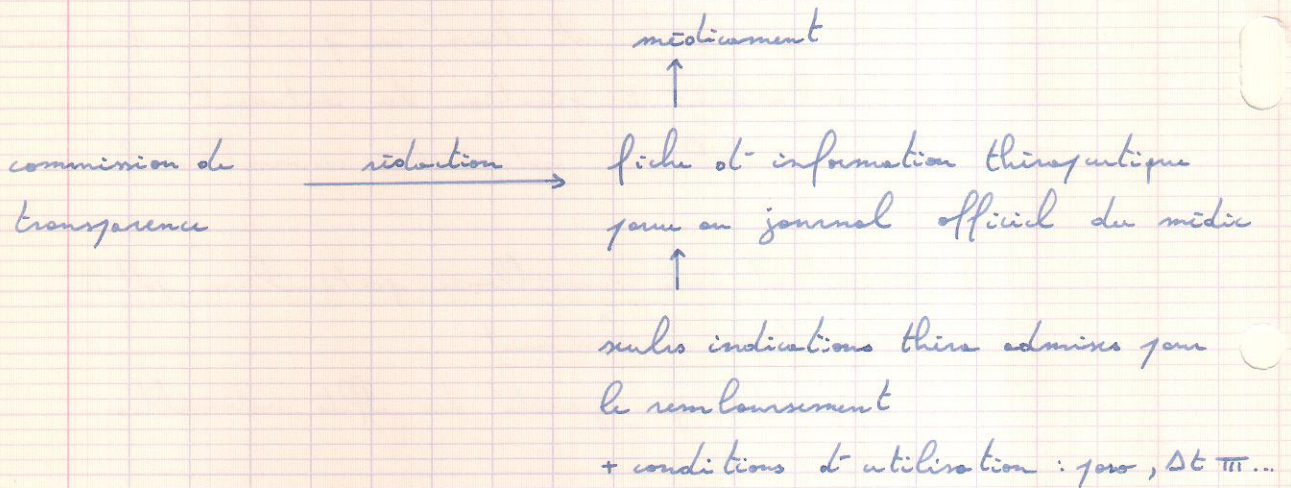 médicament
commission de
transparence
rédaction
fiche d'information thérapeutique
parue au journal officiel du médic
seules indications théra admises pour
le remboursement
+ conditions d'utilisation : poso, Δt TTT...